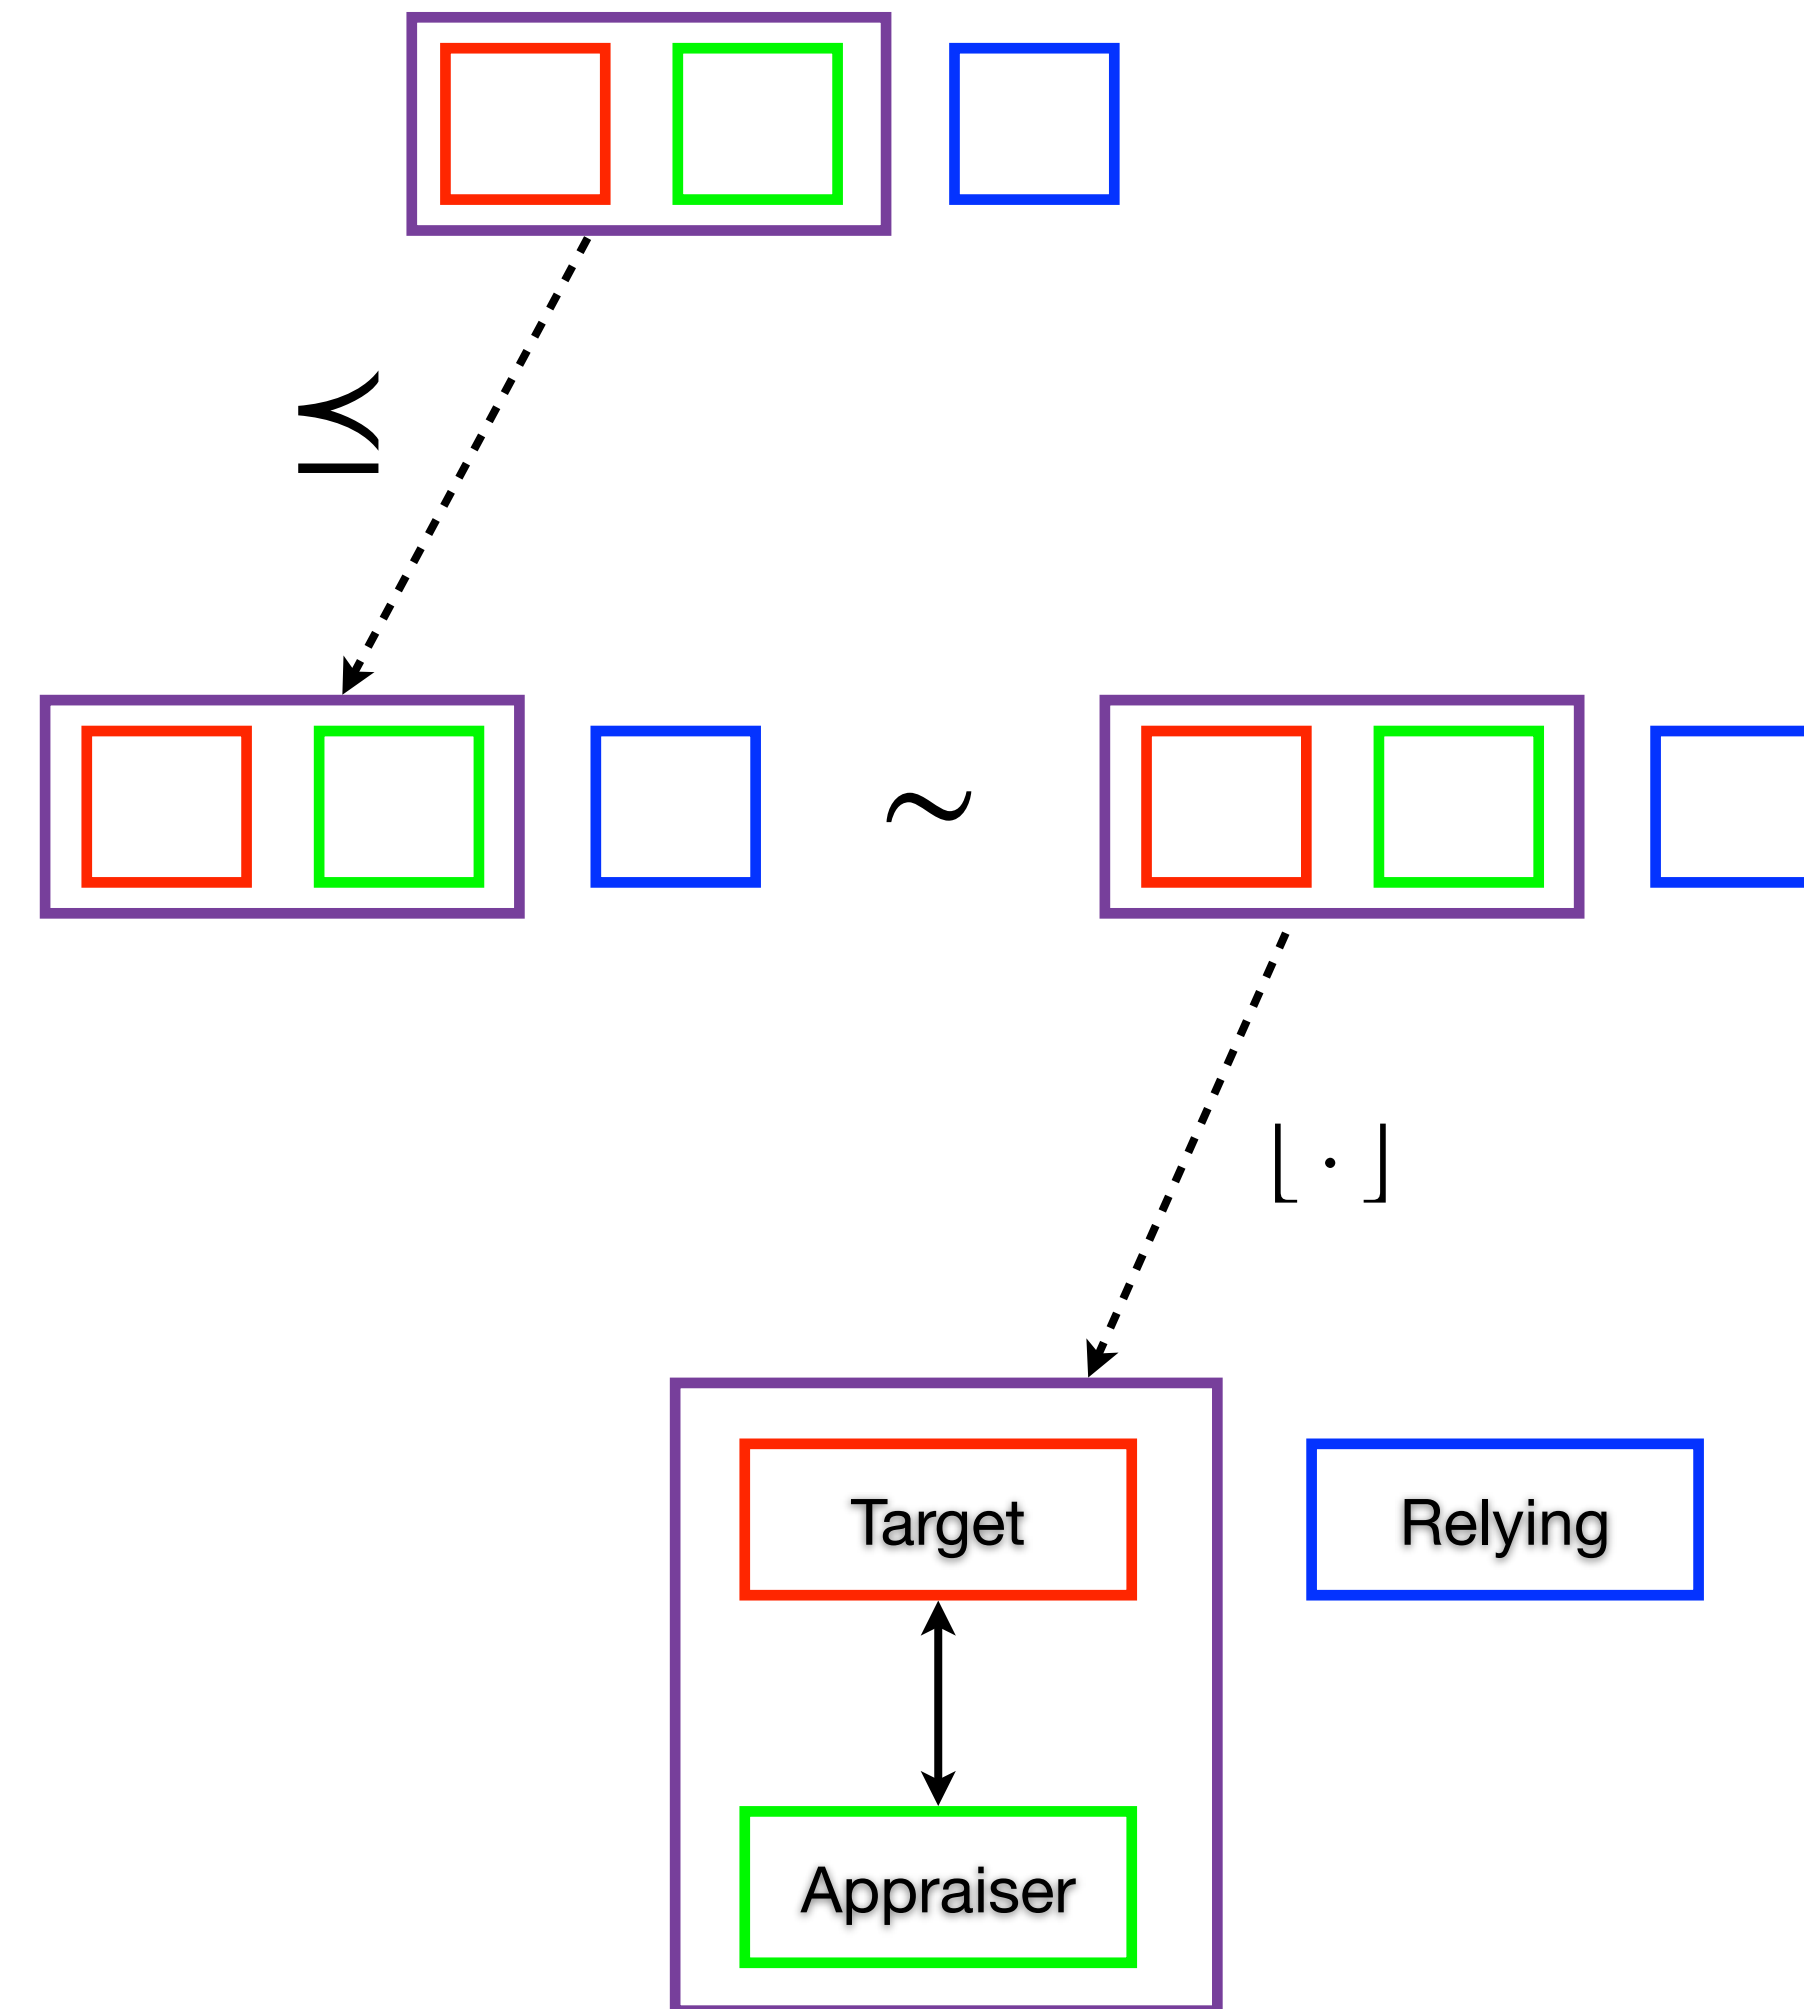 ⪯
∼
⌊ · ⌋
Target
Relying
Appraiser